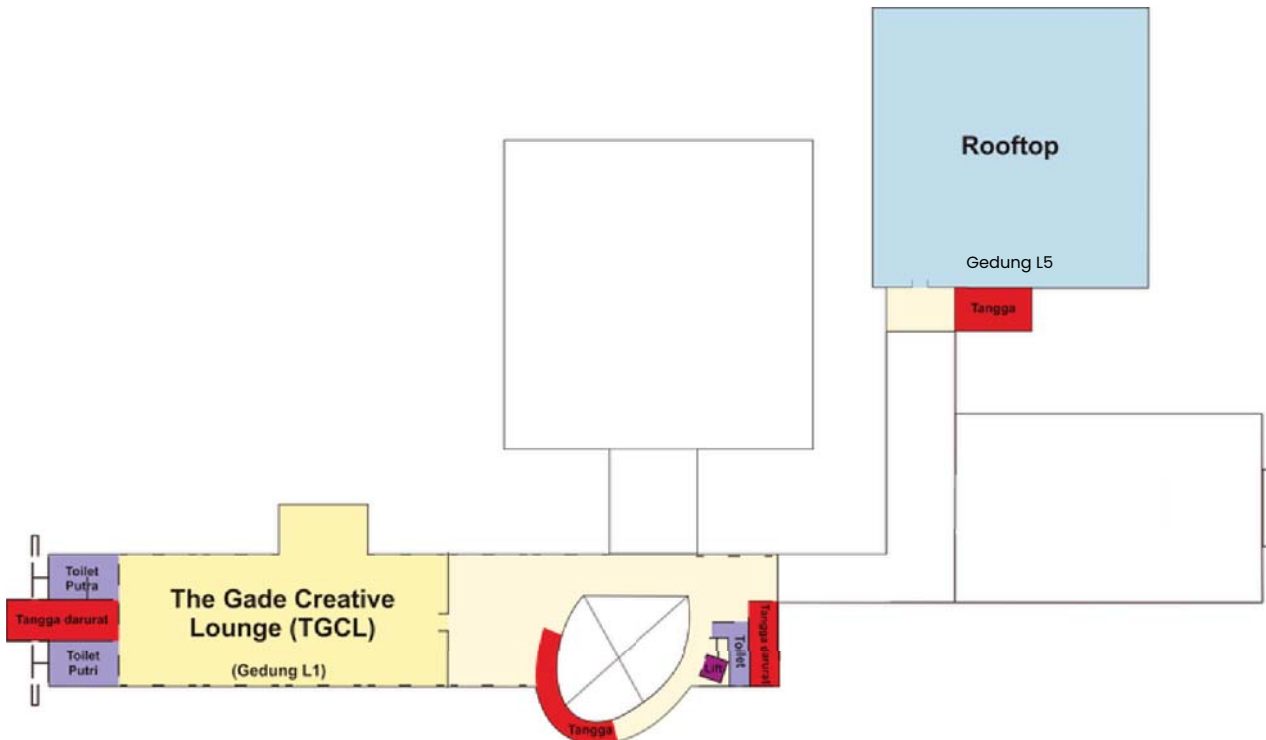 Rooftop
Gedung L5
Tangga
Toilet
Putra
Tangga darurat
Toilet
Putri
The Gade Creative
Lounge (TGCL)
(Gedung L1)
Tangga
Lift
Toilet
Tangga darurat